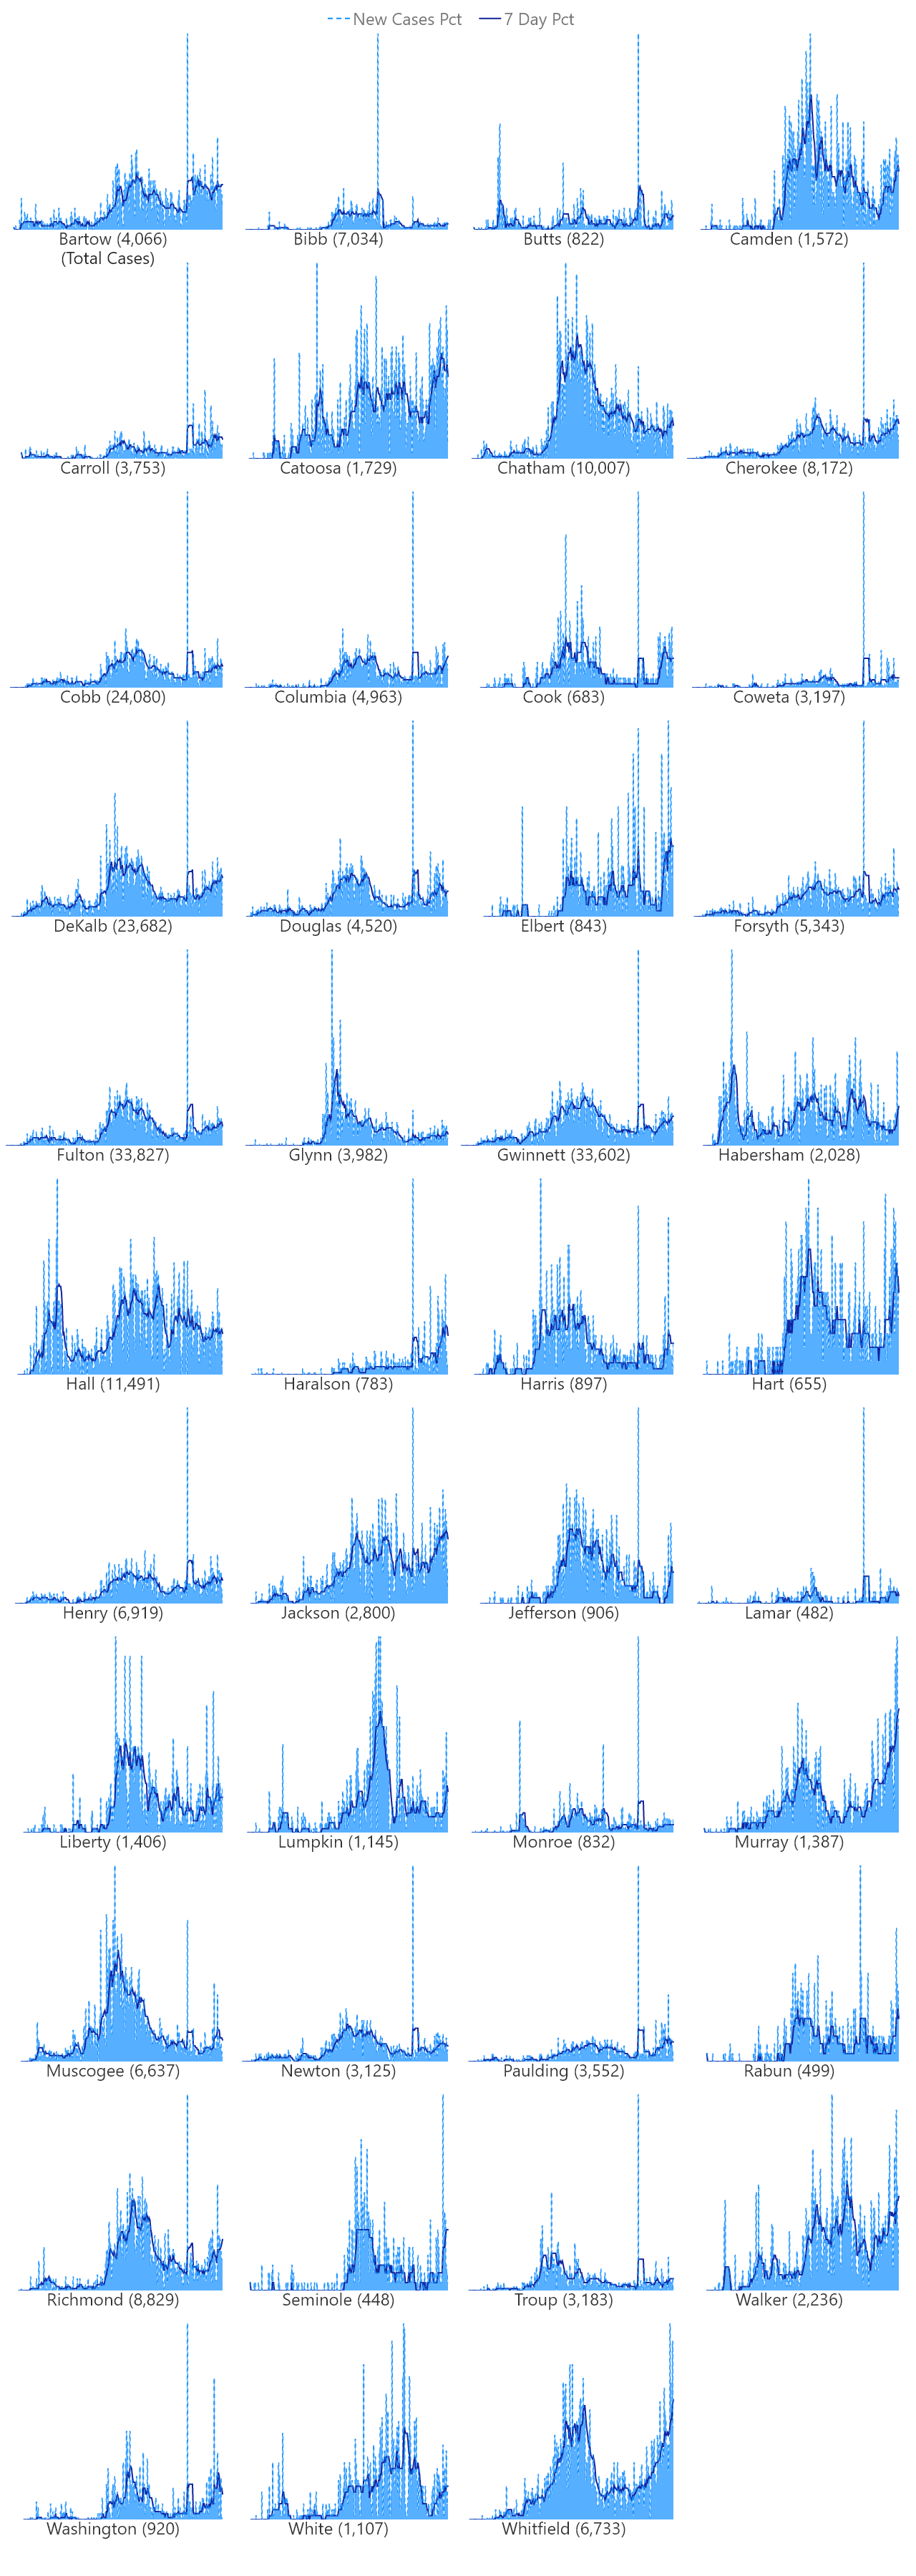 New Cases Pct 7 Day Pct
Bartow (4,066) Bibb (7,034) Butts (822) Camden (1,572)
(Total Cases)
Carroll (3,753) Catoosa (1,729) Chatham (10,007) Cherokee (8,172)
Cobb (24,080) Columbia (4,963) Cook (683) Coweta (3,197)
DeKalb (23,682) Douglas (4,520) Elbert (843) Forsyth (5,343)
Fulton (33,827) Glynn (3,982) Gwinnett (33,602) Habersham (2,028)
Hall (11,491) Haralson (783) Harris (897) Hart (655)
Henry (6,919) Jackson (2,800) Jefferson (906) Lamar (482)
Liberty (1,406) Lumpkin (1,145) Monroe (832) Murray (1,387)
Muscogee (6,637) Newton (3,125) Paulding (3,552) Rabun (499)
Richmond (8,829) Seminole (448) Troup (3,183) Walker (2,236)
Washington (920) White (1,107) Whitfield (6,733)